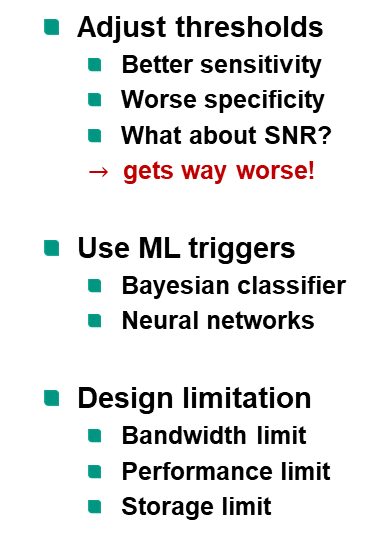 Adjust thresholds
Better sensitivity
Worse specificity
What about SNR?
→ gets way worse!
Use ML triggers
Bayesian classifier
Neural networks
Design limitation
Bandwidth limit
Performance limit
Storage limit